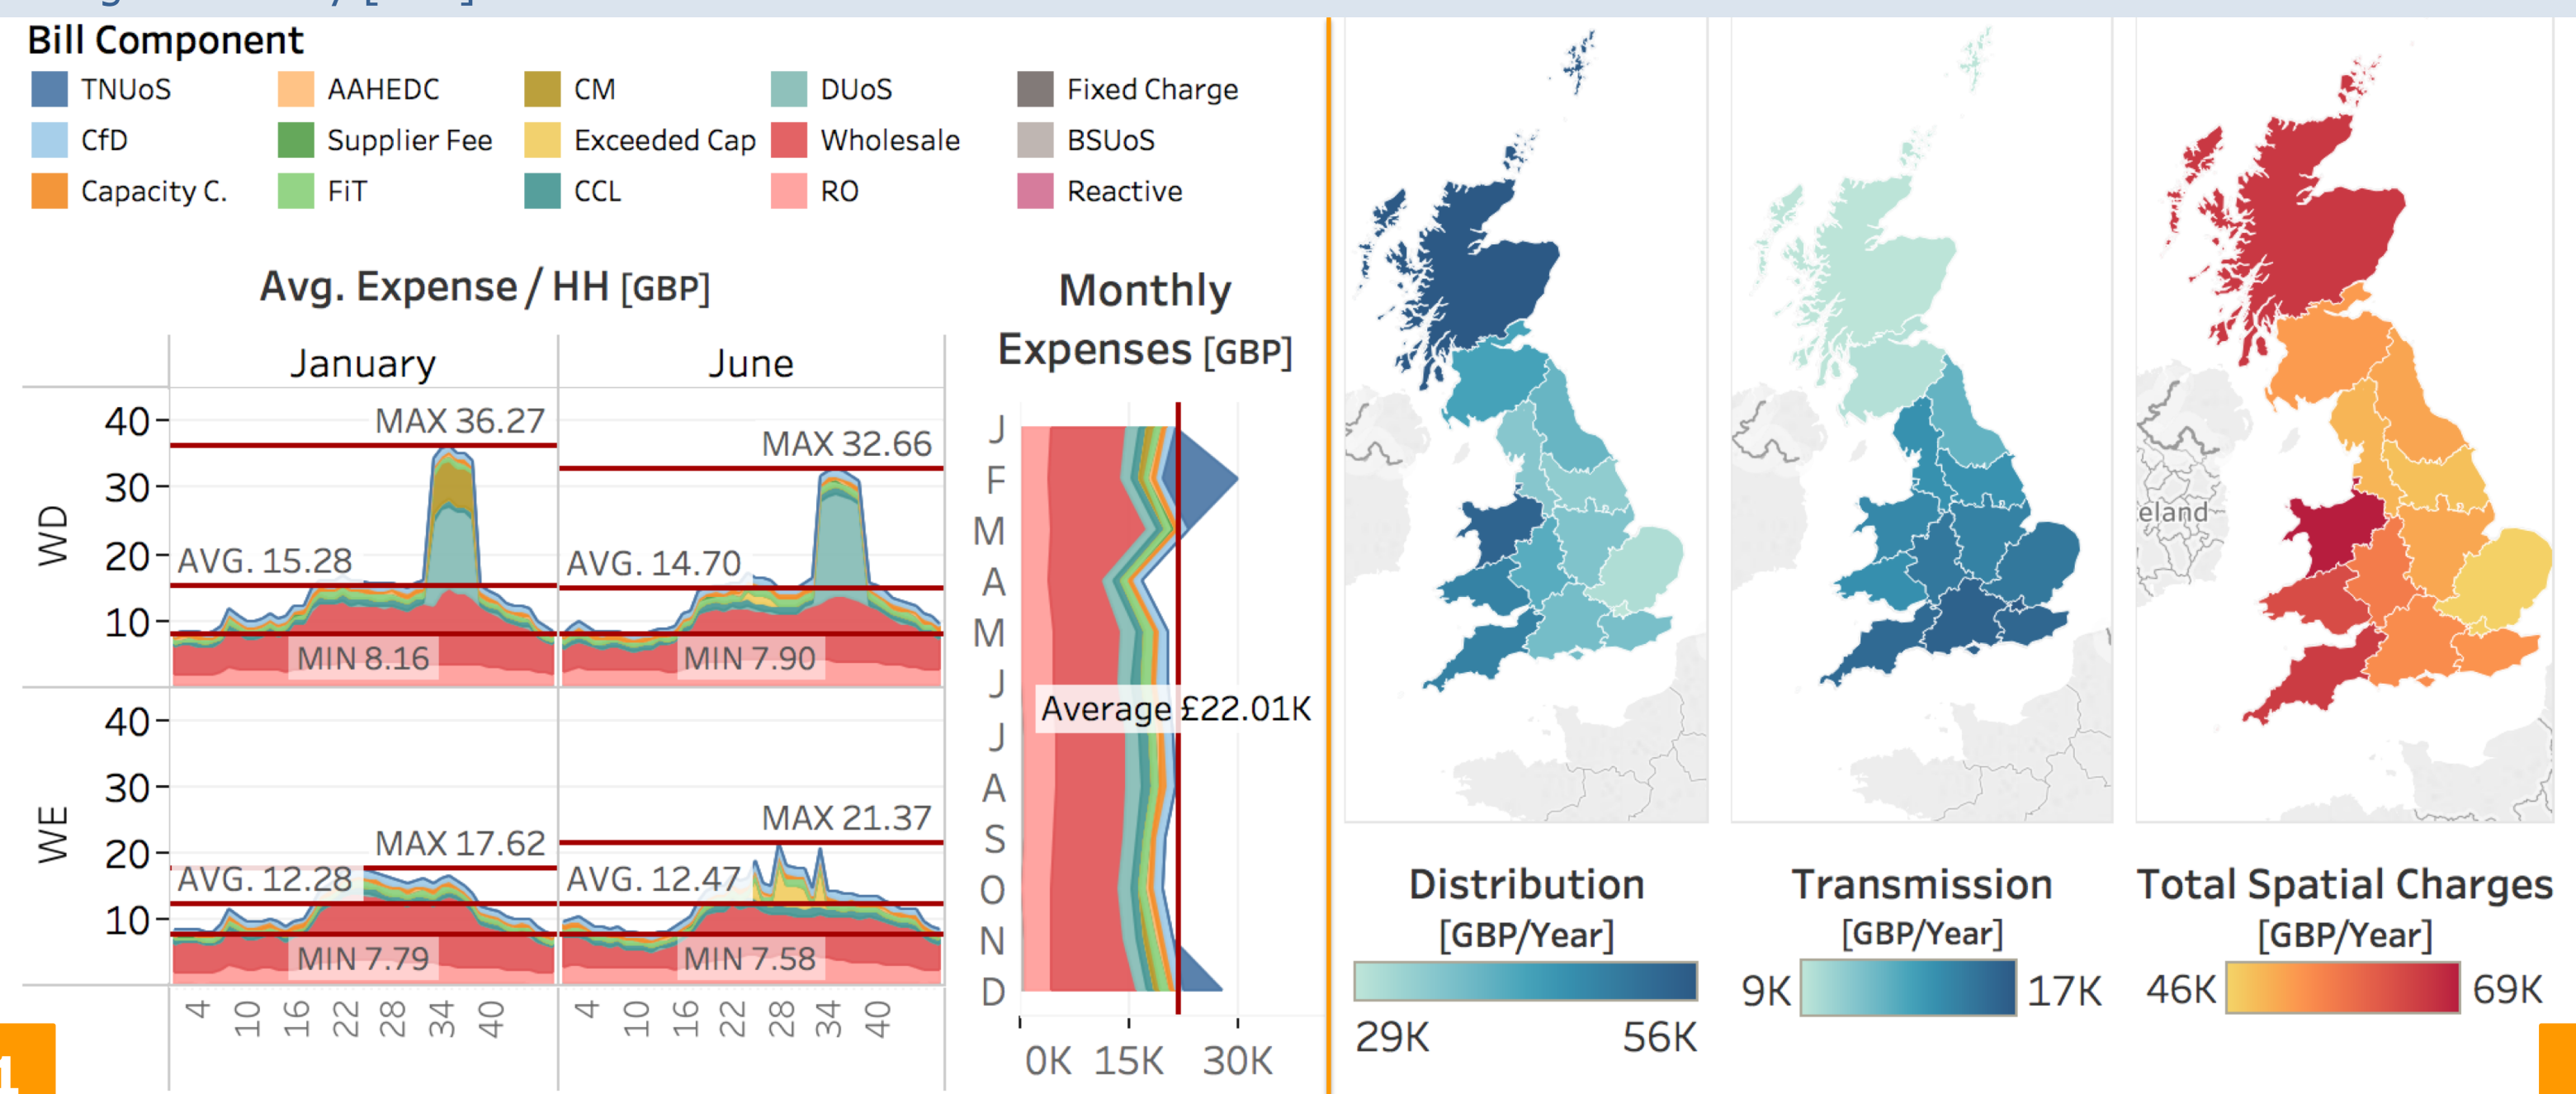 Bill Component
TNUoS AAHEDC CM DUoS Fixed Charge
CfD Supplier Fee Exceeded Cap Wholesale BSUoS
Capacity C. FiT CCL RO Reactive
Avg. Expense / HH [GBP]
January June
WD
40
30
20
10
MAX 36.27
AVG. 15.28
MIN 8.16
MAX 32.66
AVG. 14.70
MIN 7.90
WE
40
30
20
10
MAX 17.62
AVG. 12.28
MIN 7.79
MAX 21.37
AVG. 12.47
MIN 7.58
4 10 16 22 28 34 40 4 10 16 22 28 34 40
Monthly
Expenses [GBP]
J
F
M
A
M
J
J
A
S
O
N
D
Average £22.01K
0K 15K 30K
eland
Distribution
[GBP/Year]
29K 56K
Transmission
[GBP/Year]
9K 17K
Total Spatial Charges
[GBP/Year]
46K 69K